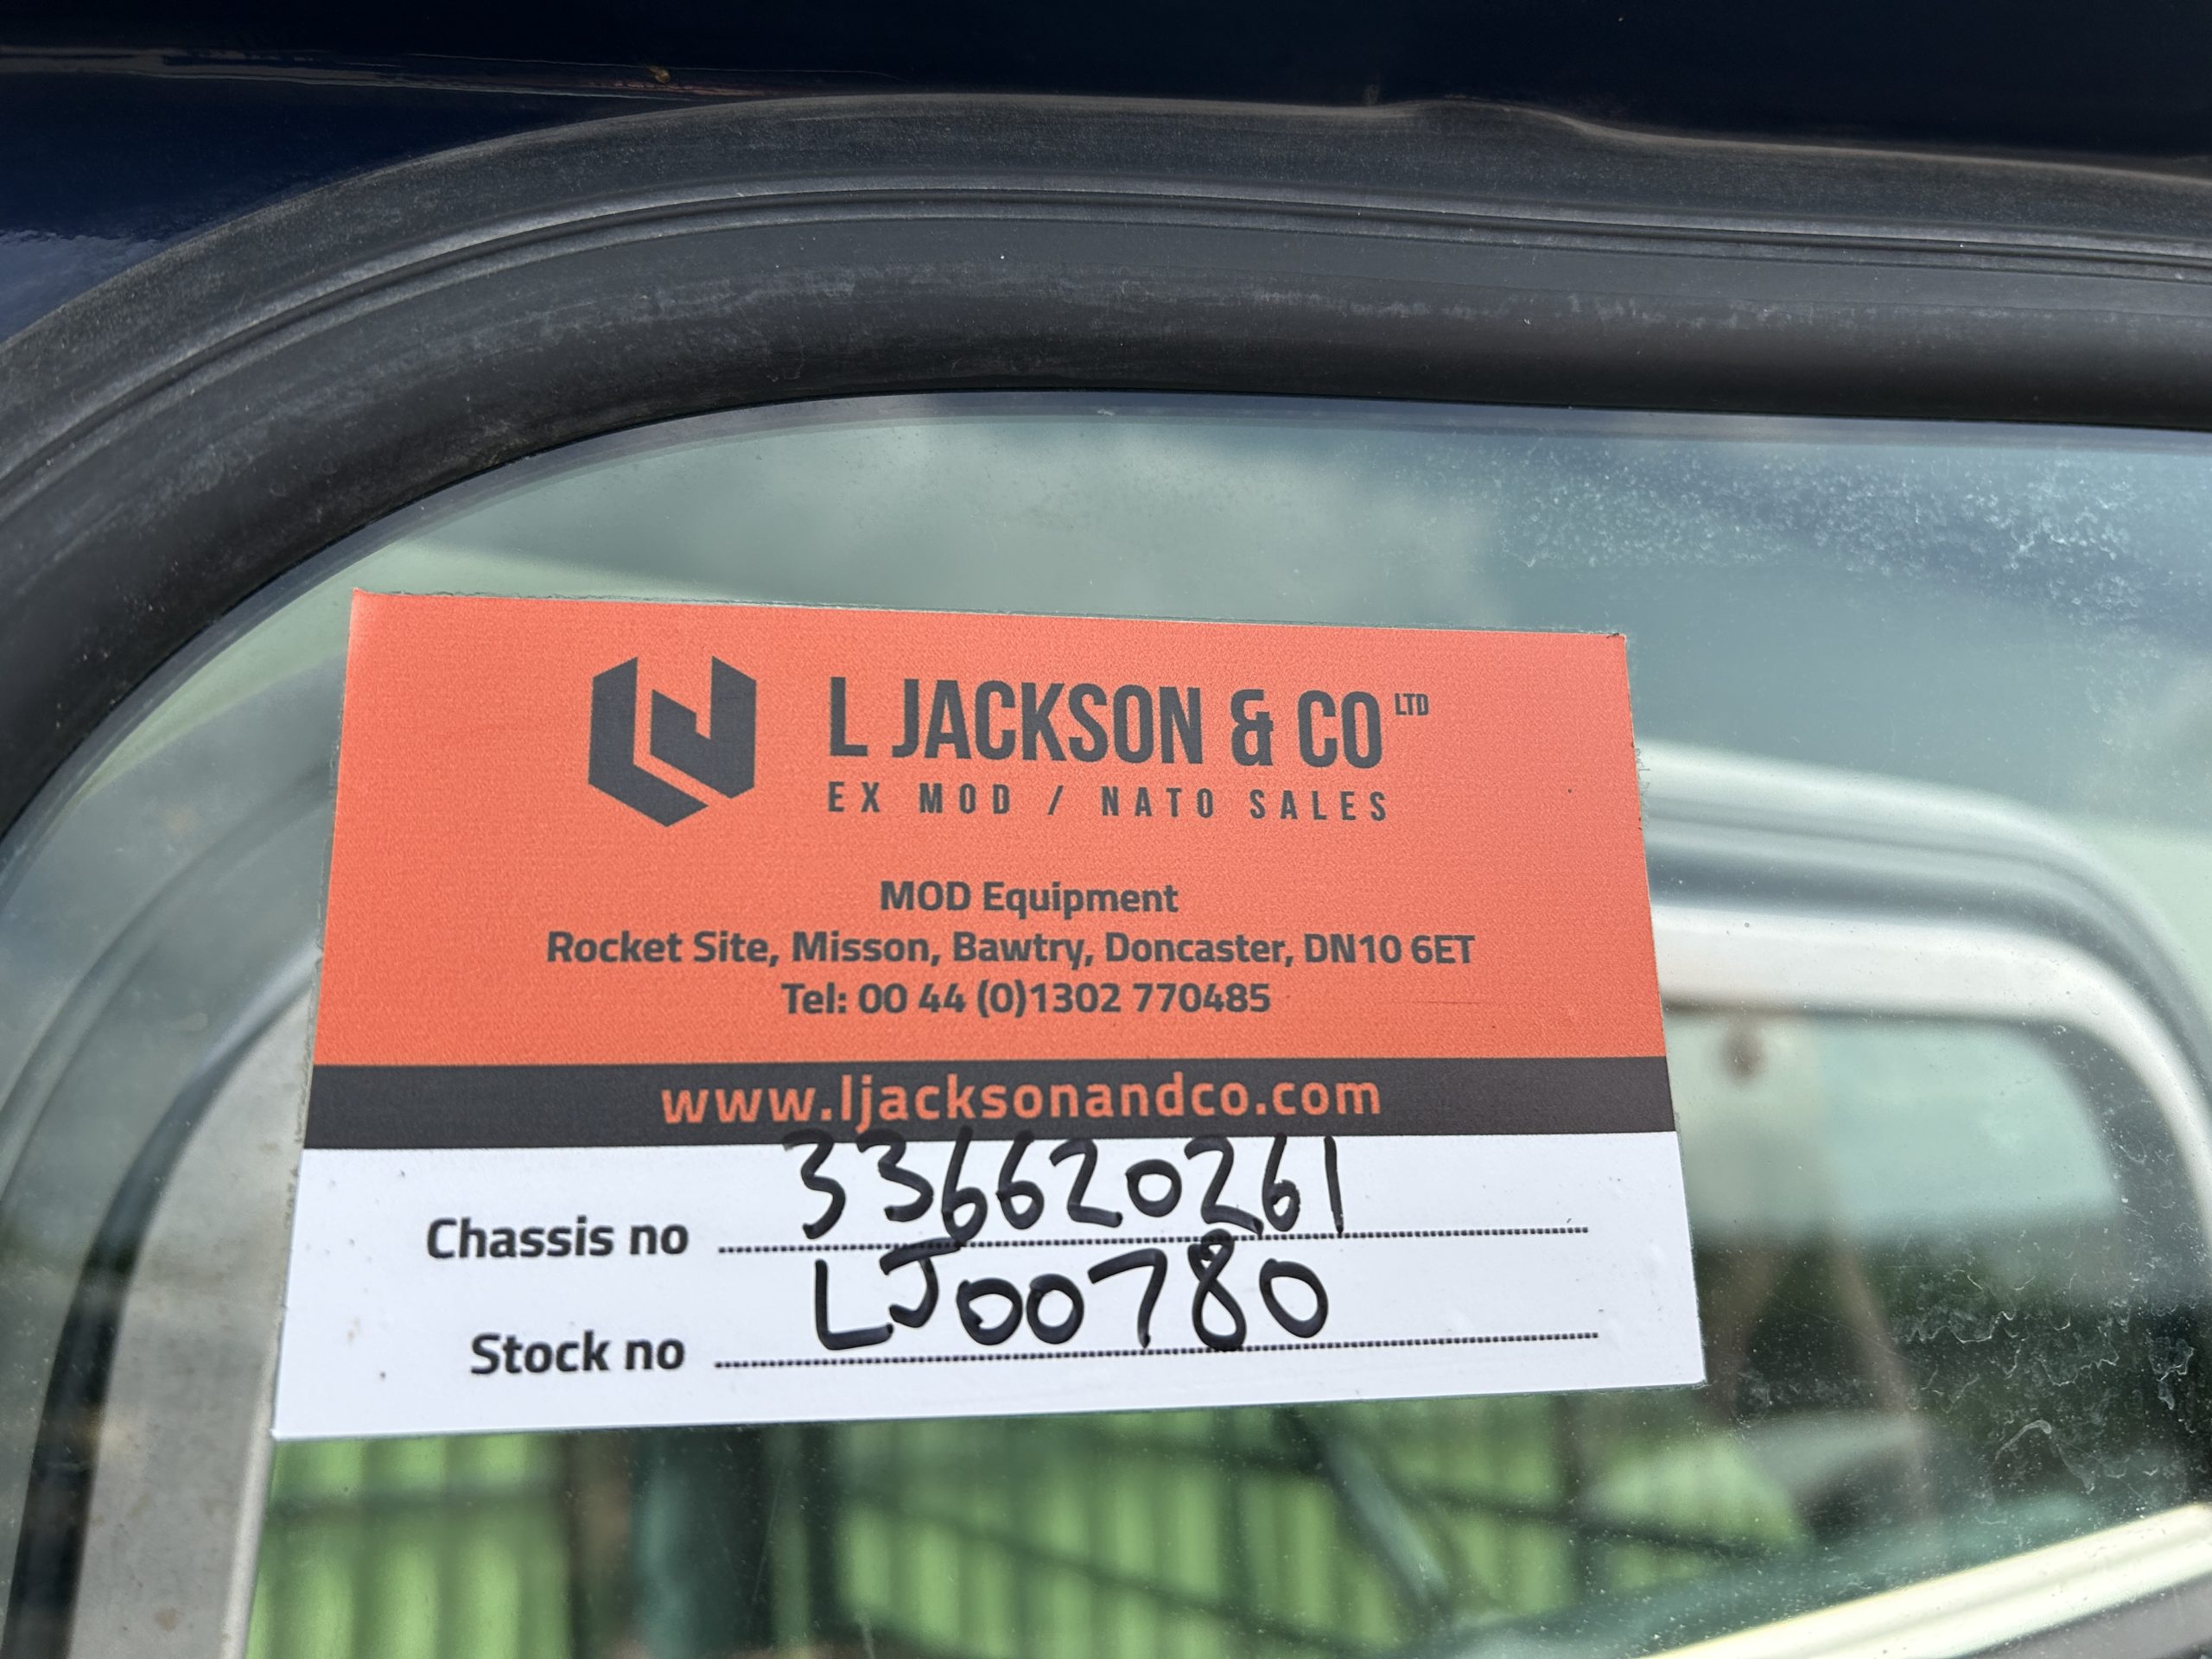 L JACKSON & CO LTD
EX MOD / NATO SALES
MOD Equipment
Rocket Site, Misson, Bawtry, Doncaster, DN10 6ET
Tel: 00 44 (0)1302 770485
www.ljacksonandco.com
Chassis no 336620261
Stock no LJ00780